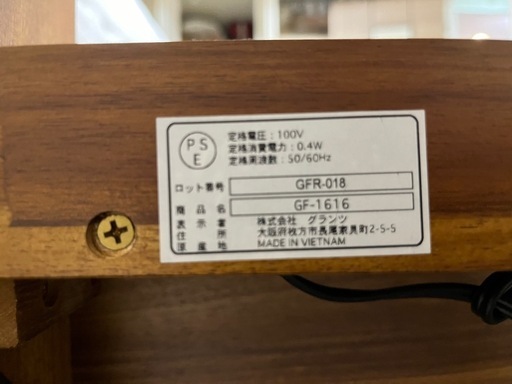 PS
E
定格電圧：100V
定格消費電力：0.4W
定格周波数：50/60Hz
ロット番号 GFR-018
商品名 GF-1616
表示者 株式会社 グランツ
住所 大阪府枚方市長尾家具町2-5-5
原産地 MADE IN VIETNAM